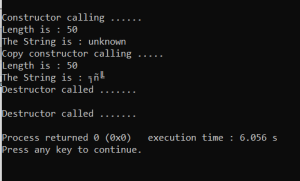 Constructor calling ......
Length is : 50
The String is : unknown
Copy constructor calling .....
Length is : 50
The String is :
Destructor called .......
Destructor called .......
Process returned 0 (0x0) execution time : 6.056 s
Press any key to continue.